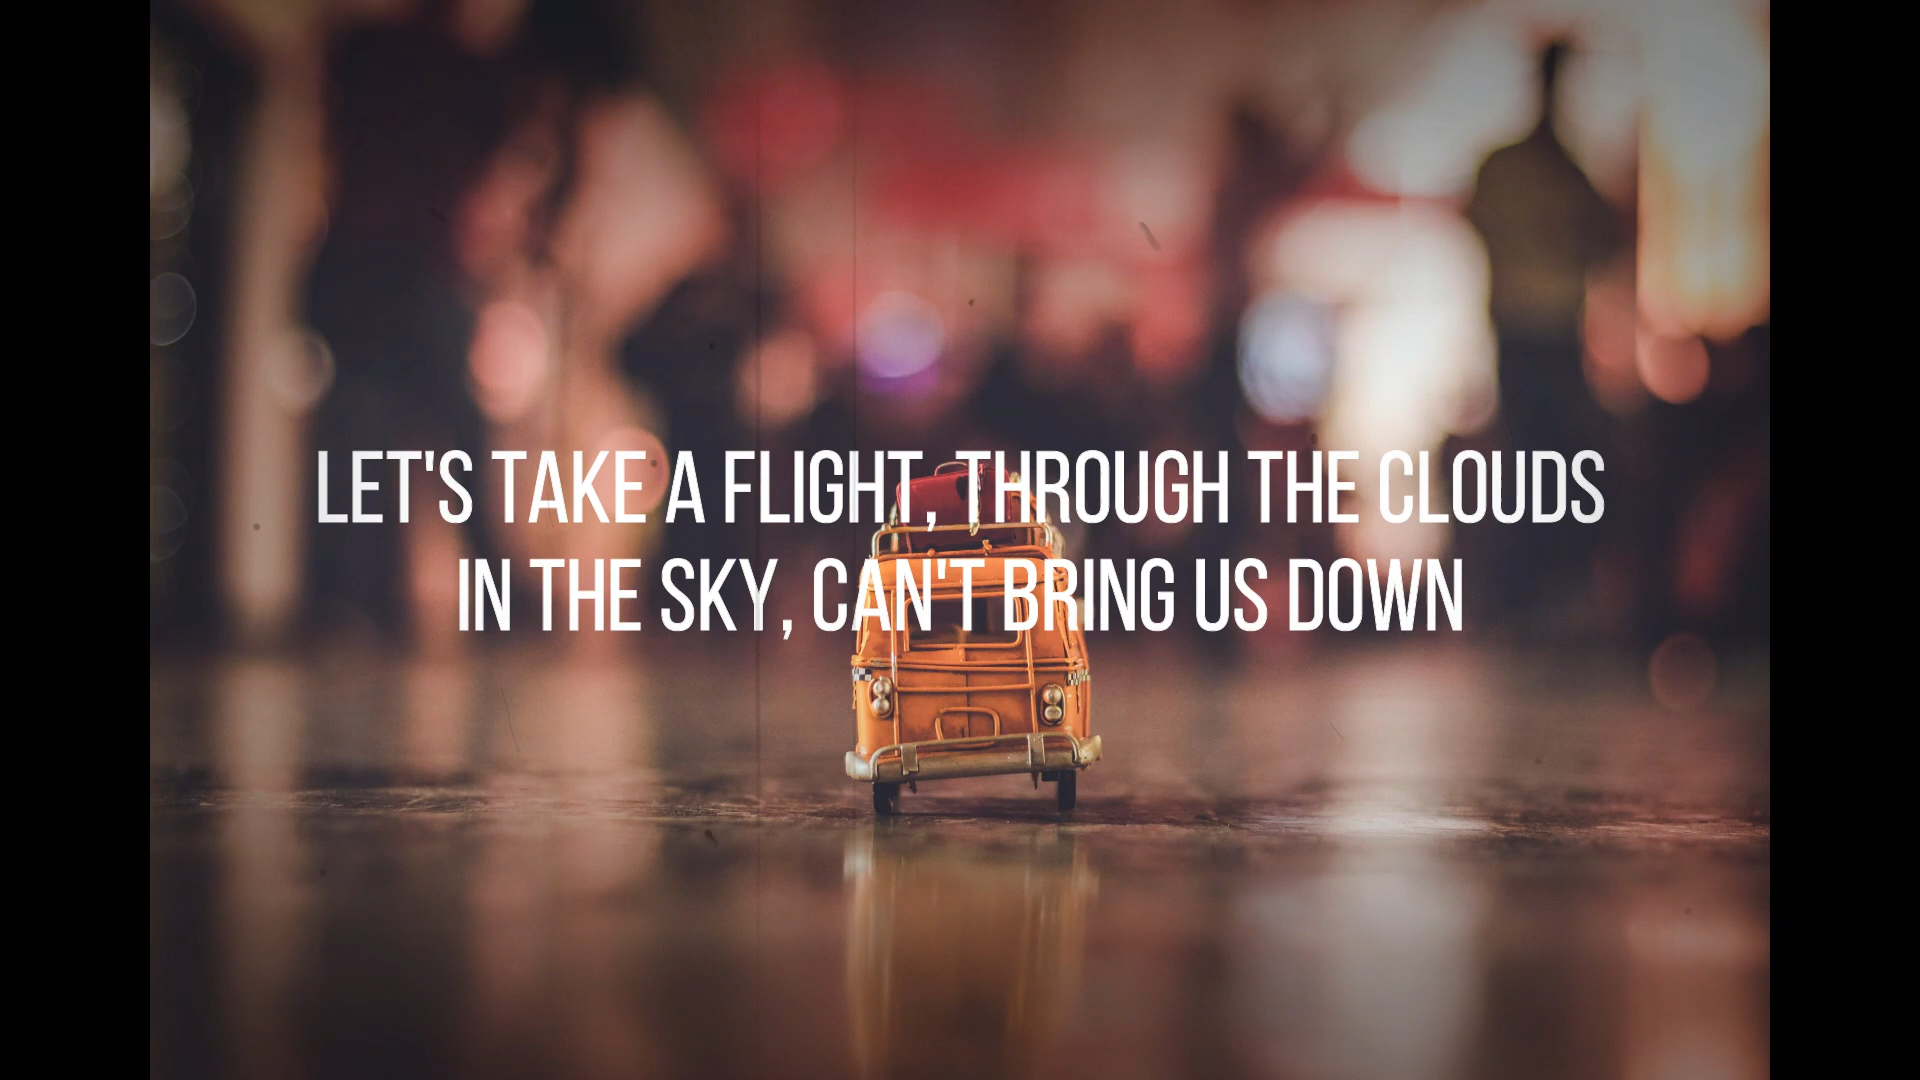 LET'S TAKE A FLIGHT, THROUGH THE CLOUDS
IN THE SKY, CAN'T BRING US DOWN